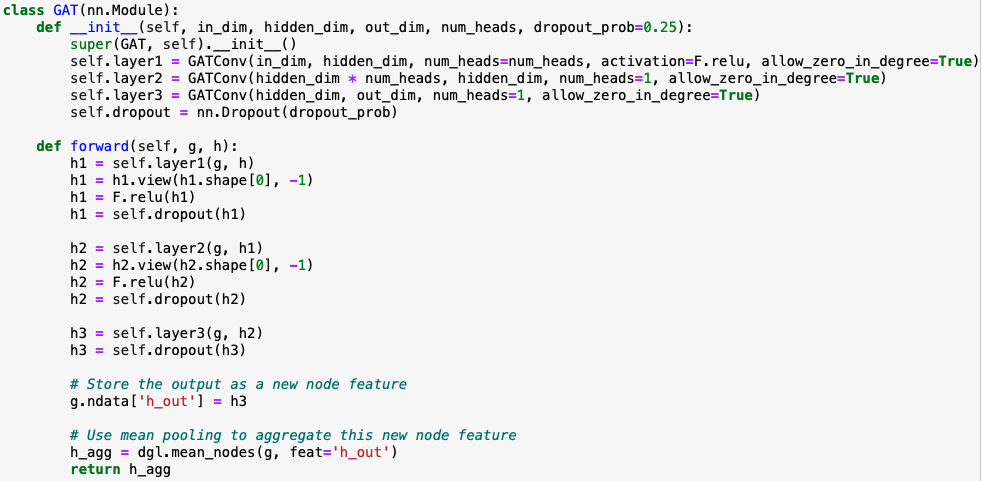 class GAT(nn.Module):
    def __init__(self, in_dim, hidden_dim, out_dim, num_heads, dropout_prob=0.25):
        super(GAT, self).__init__()
        self.layer1 = GATConv(in_dim, hidden_dim, num_heads=num_heads, activation=F.relu, allow_zero_in_degree=True)
        self.layer2 = GATConv(hidden_dim * num_heads, hidden_dim, num_heads=1, allow_zero_in_degree=True)
        self.layer3 = GATConv(hidden_dim, out_dim, num_heads=1, allow_zero_in_degree=True)
        self.dropout = nn.Dropout(dropout_prob)

    def forward(self, g, h):
        h1 = self.layer1(g, h)
        h1 = h1.view(h1.shape[0], -1)
        h1 = F.relu(h1)
        h1 = self.dropout(h1)

        h2 = self.layer2(g, h1)
        h2 = h2.view(h2.shape[0], -1)
        h2 = F.relu(h2)
        h2 = self.dropout(h2)

        h3 = self.layer3(g, h2)
        h3 = self.dropout(h3)

        # Store the output as a new node feature
        g.ndata['h_out'] = h3

        # Use mean pooling to aggregate this new node feature
        h_agg = dgl.mean_nodes(g, feat='h_out')
        return h_agg